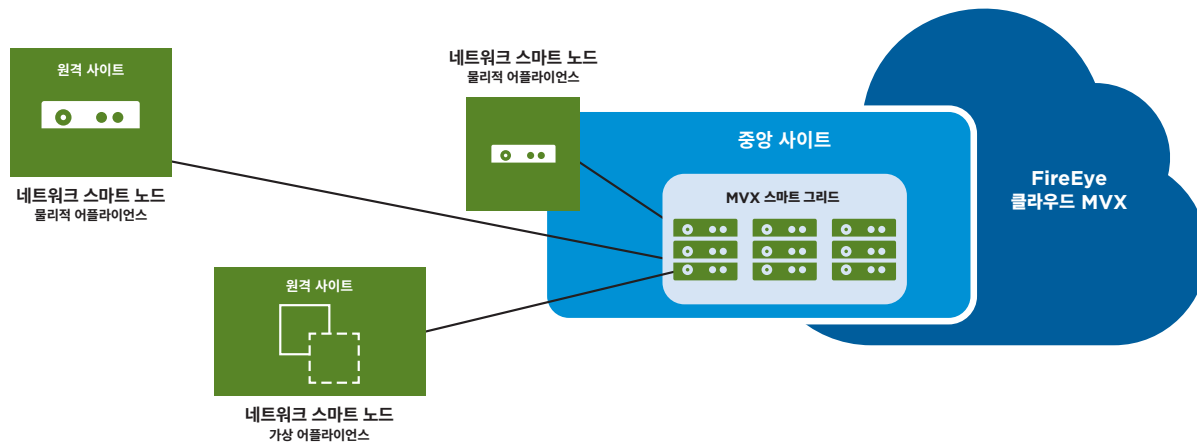 원격 사이트
네트워크 스마트 노드
물리적 어플라이언스
네트워크 스마트 노드
물리적 어플라이언스
원격 사이트
네트워크 스마트 노드
가상 어플라이언스
중앙 사이트
MVX 스마트 그리드
FireEye
클라우드 MVX